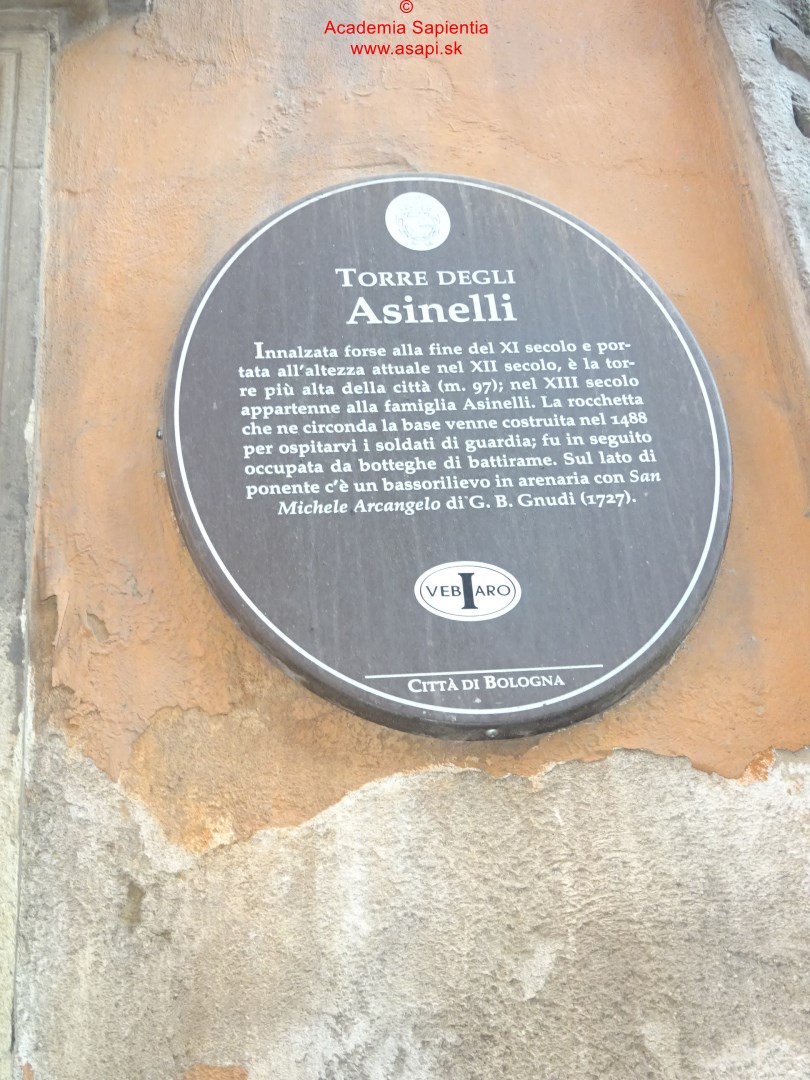 ©
Academia Sapientia
www.asapi.sk
TORRE DEGLI
Asinelli
Innalzata forse alla fine del XI secolo e por-
tata all'altezza attuale nel XII secolo, è la tor-
re più alta della città (m. 97); nel XIII secolo
appartenne alla famiglia Asinelli. La rocchetta
che ne circonda la base venne costruita nel 1488
per ospitarvi i soldati di guardia; fu in seguito
occupata da botteghe di battirame. Sul lato di
ponente c'è un bassorilievo in arenaria con San
Michele Arcangelo di G. B. Gnudi (1727).
VEBIARO
CITTÀ DI BOLOGNA